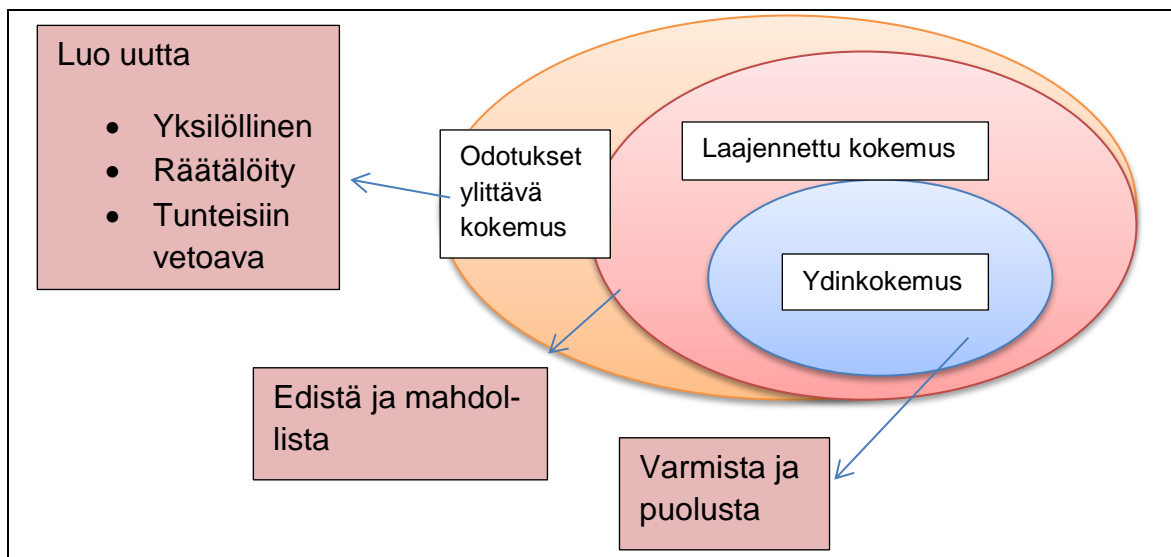 Luo uutta
• Yksilöllinen
• Räätälöity
• Tunteisiin
vetoava
Odotukset
ylittävä
kokemus
Laajennettu kokemus
Ydinkokemus
Edistä ja mahdol-
lista
Varmista ja
puolusta